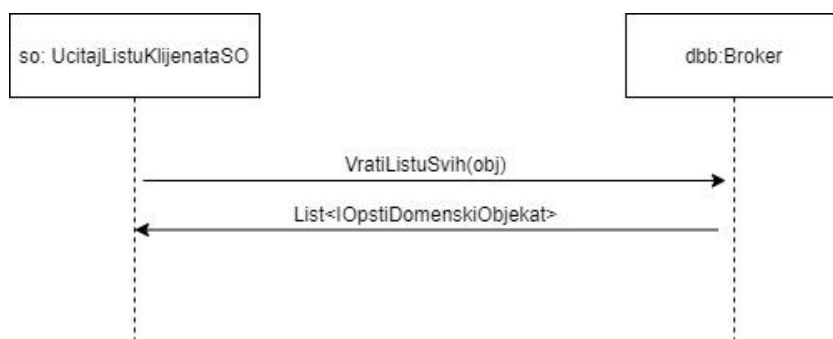 so: UcitajListuKlijenataSO
dbb:Broker
VratiListuSvih(obj)
List<IOpstiDomenskiObjekat>